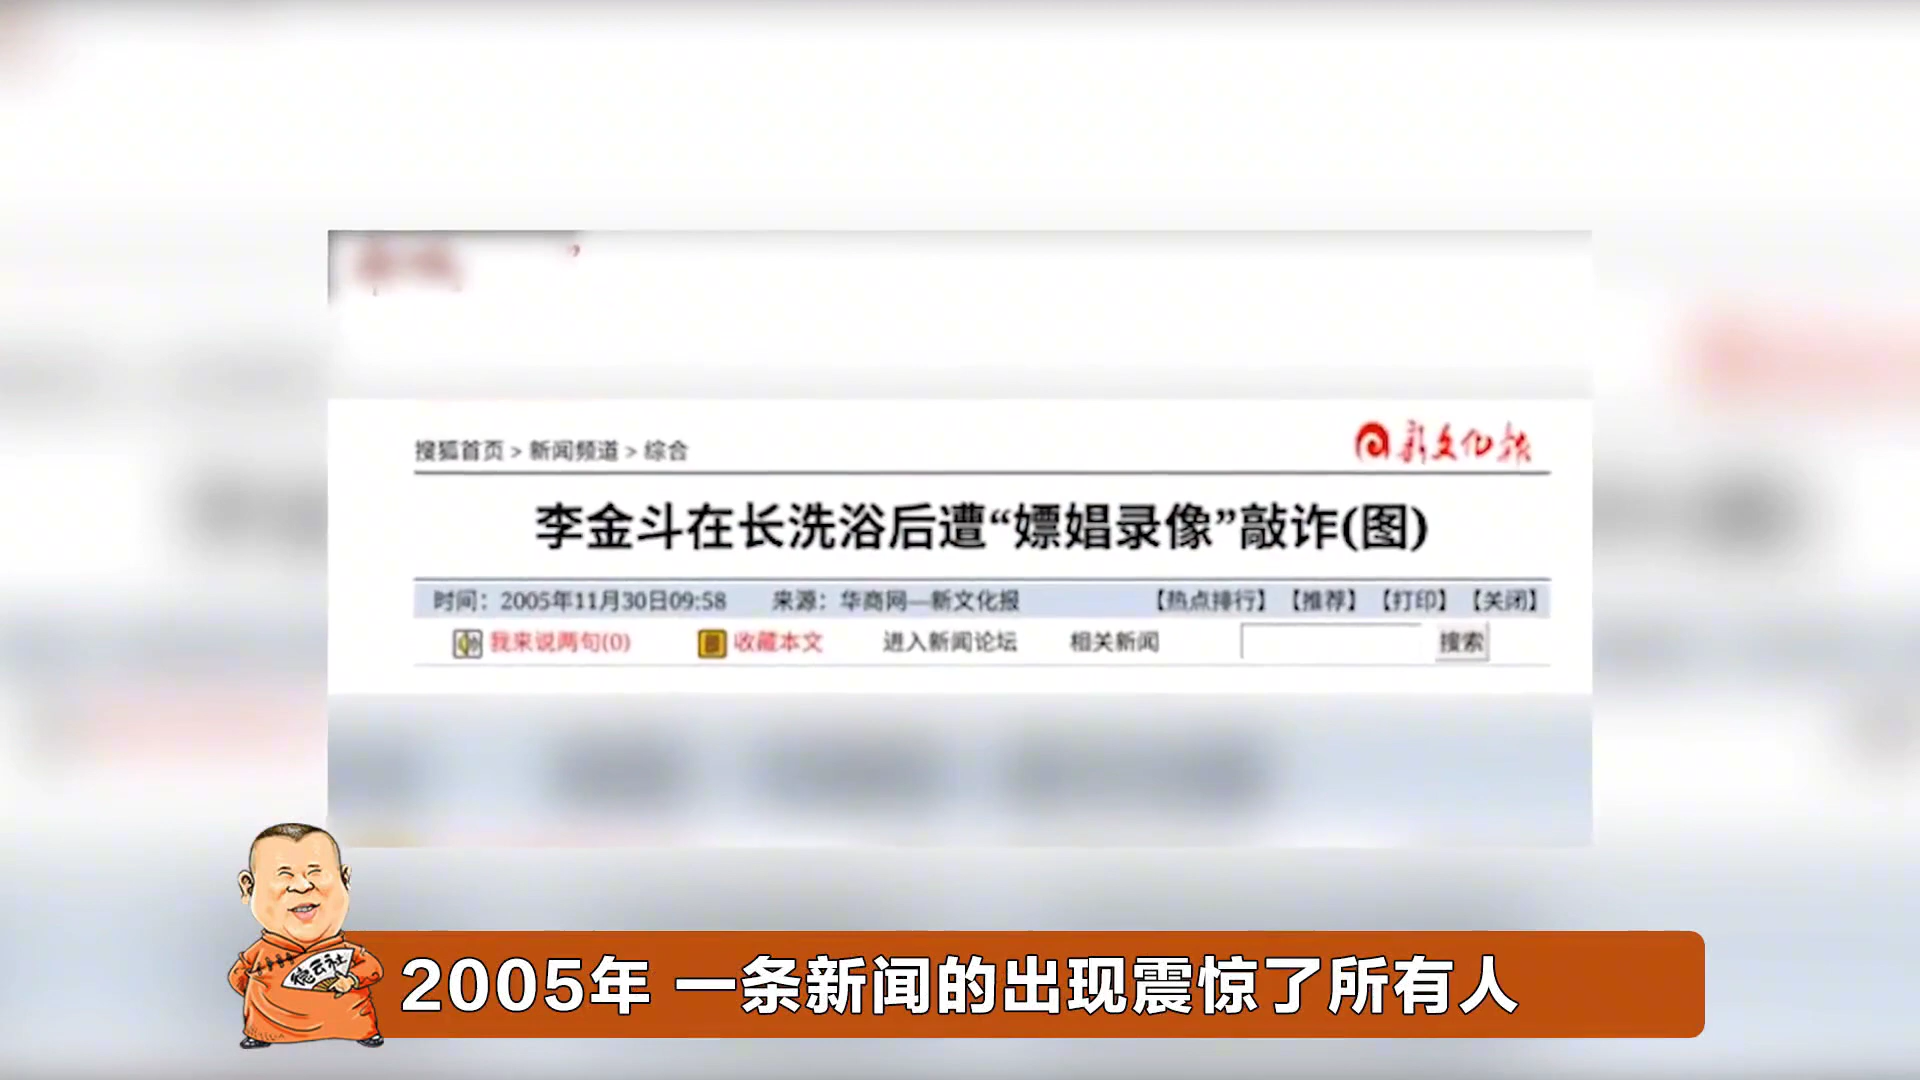 搜狐首页 > 新闻频道 > 综合
新文化报
李金斗在长洗浴后遭“嫖娼录像”敲诈(图)
时间：2005年11月30日09:58 来源：华商网—新文化报 【热点排行】【推荐】【打印】【关闭】
我来说两句(0) 收藏本文 进入新闻论坛 相关新闻 搜索
德云社
2005年 一条新闻的出现震惊了所有人